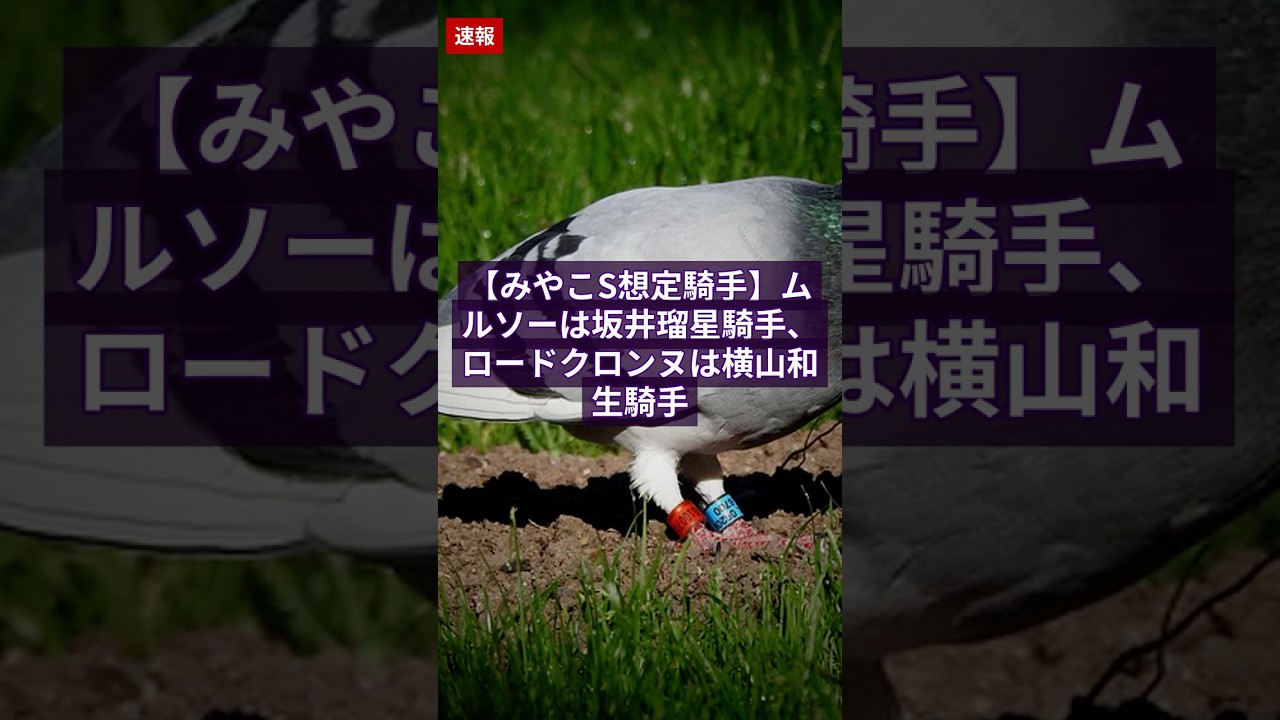 速報
【みやこS想定騎手】ム
ルソーは坂井瑠星騎手、
ロードクロンヌは横山和
生騎手